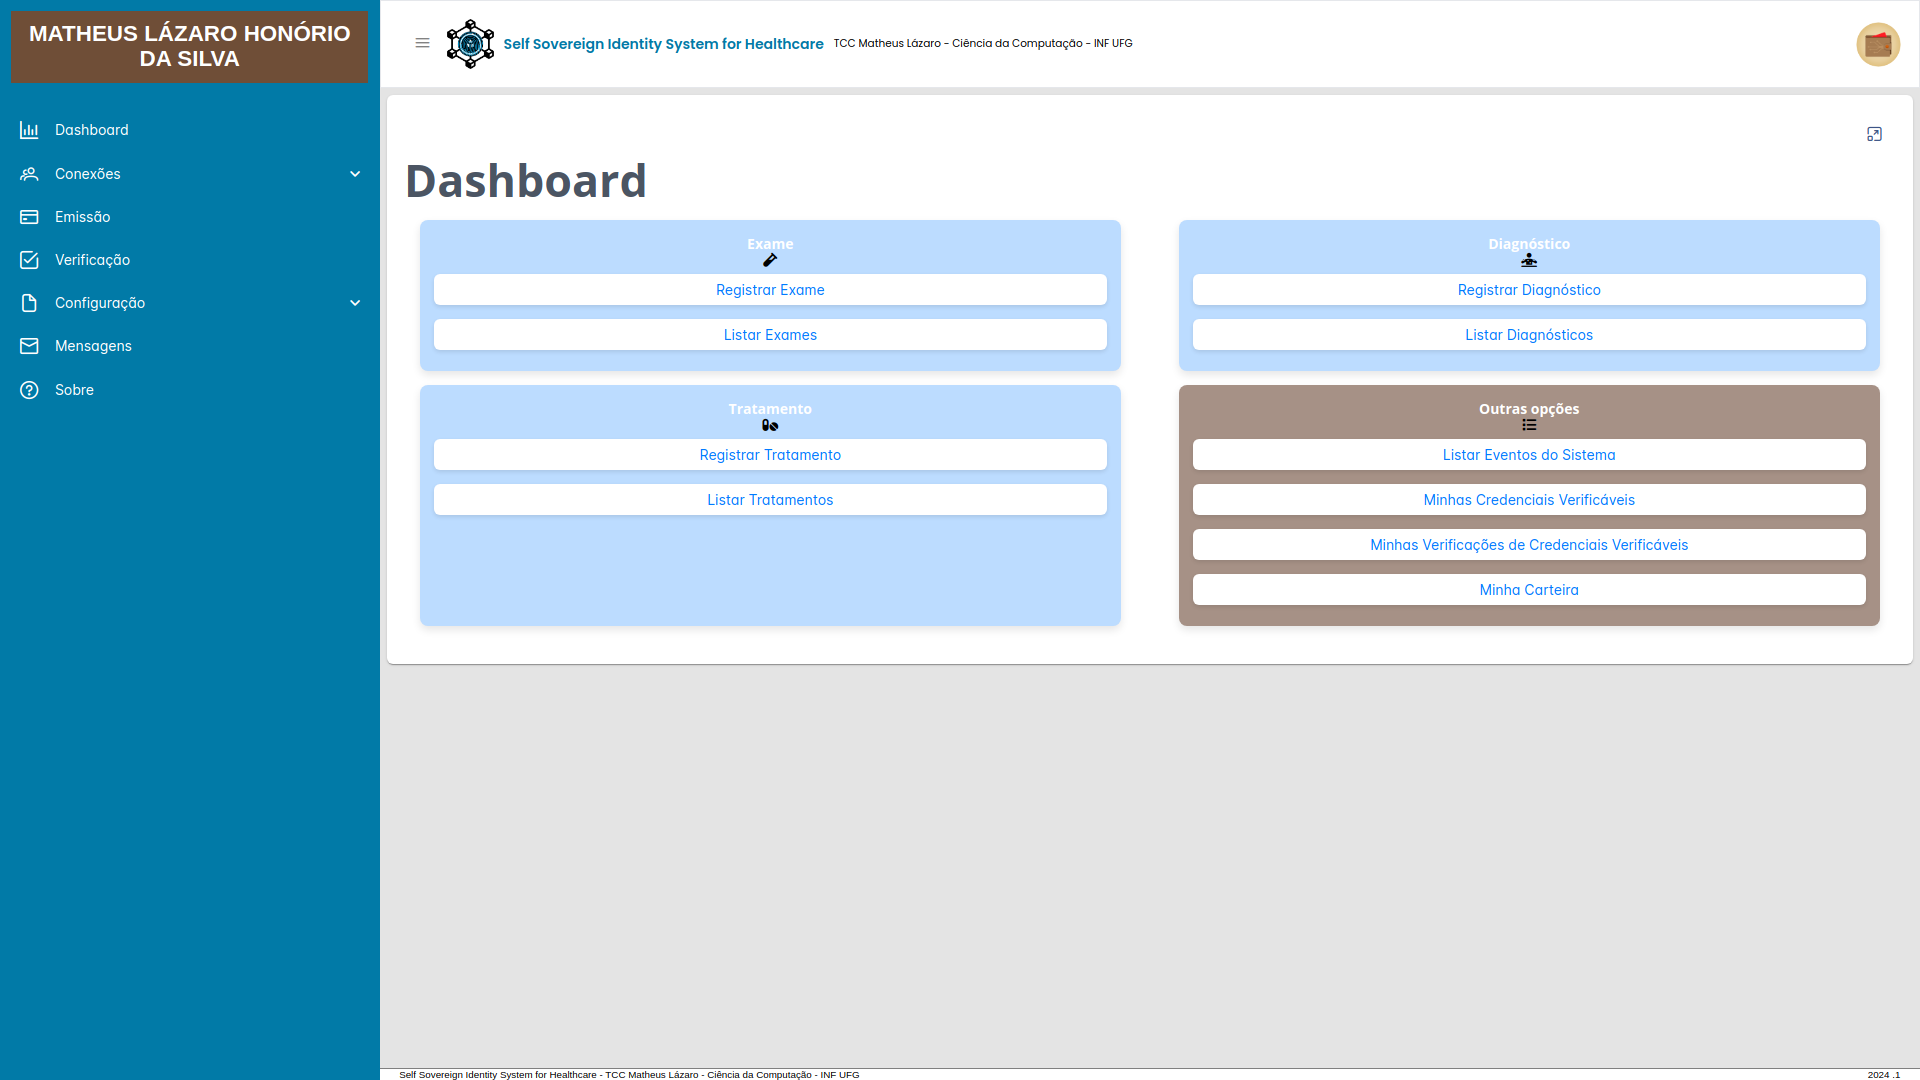 MATHEUS LÁZARO HONÓRIO
DA SILVA
Dashboard
Conexões
Emissão
Verificação
Configuração
Mensagens
Sobre
Self Sovereign Identity System for Healthcare TCC Matheus Lázaro - Ciência da Computação - INF UFG
Dashboard
Exame
Registrar Exame
Listar Exames
Diagnóstico
Registrar Diagnóstico
Listar Diagnósticos
Tratamento
Registrar Tratamento
Listar Tratamentos
Outras opções
Listar Eventos do Sistema
Minhas Credenciais Verificáveis
Minhas Verificações de Credenciais Verificáveis
Minha Carteira
Self Sovereign Identity System for Healthcare - TCC Matheus Lázaro - Ciência da Computação - INF UFG
2024 .1